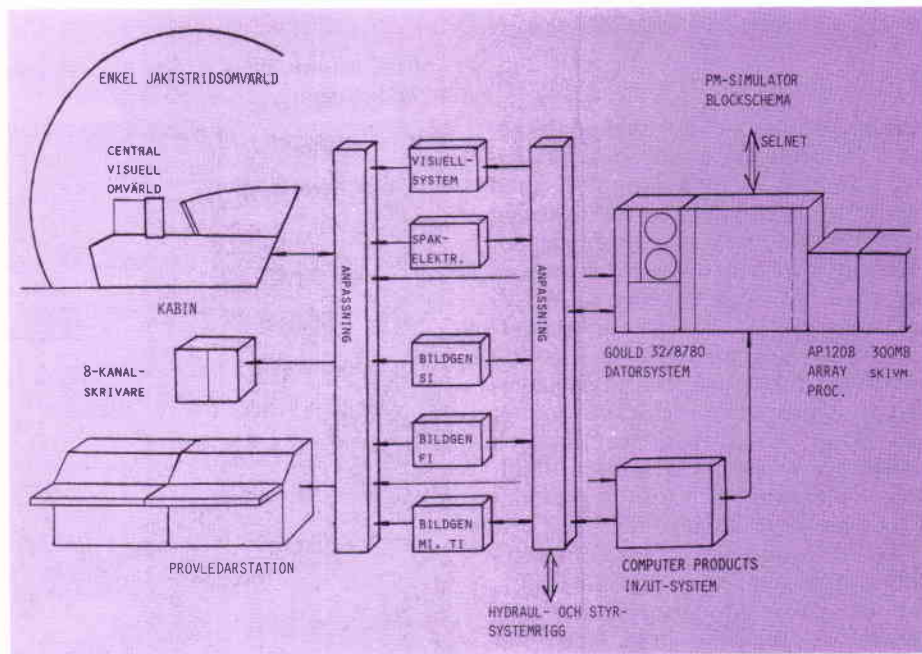 ENKEL JAKTSTRIDSOMVÄRLD
CENTRAL
VISUELL
OMVÄRLD
KABIN
8-KANAL-
SKRIVARE
PROVLEDARSTATION
ANPASSNING
VISUELL-
SYSTEM
SPAK-
ELEKTR.
BILDGEN
SI
BILDGEN
FI
BILDGEN
MI. TI
ANPASSNING
HYDRAUL- OCH STYR-
SYSTEMRIGG
PM-SIMULATOR
BLOCKSCHEMA
SELNET
GOULD 32/8780
DATORSYSTEM
AP120B
ARRAY
PROC.
300MB
SKIVM
COMPUTER PRODUCTS
IN/UT-SYSTEM